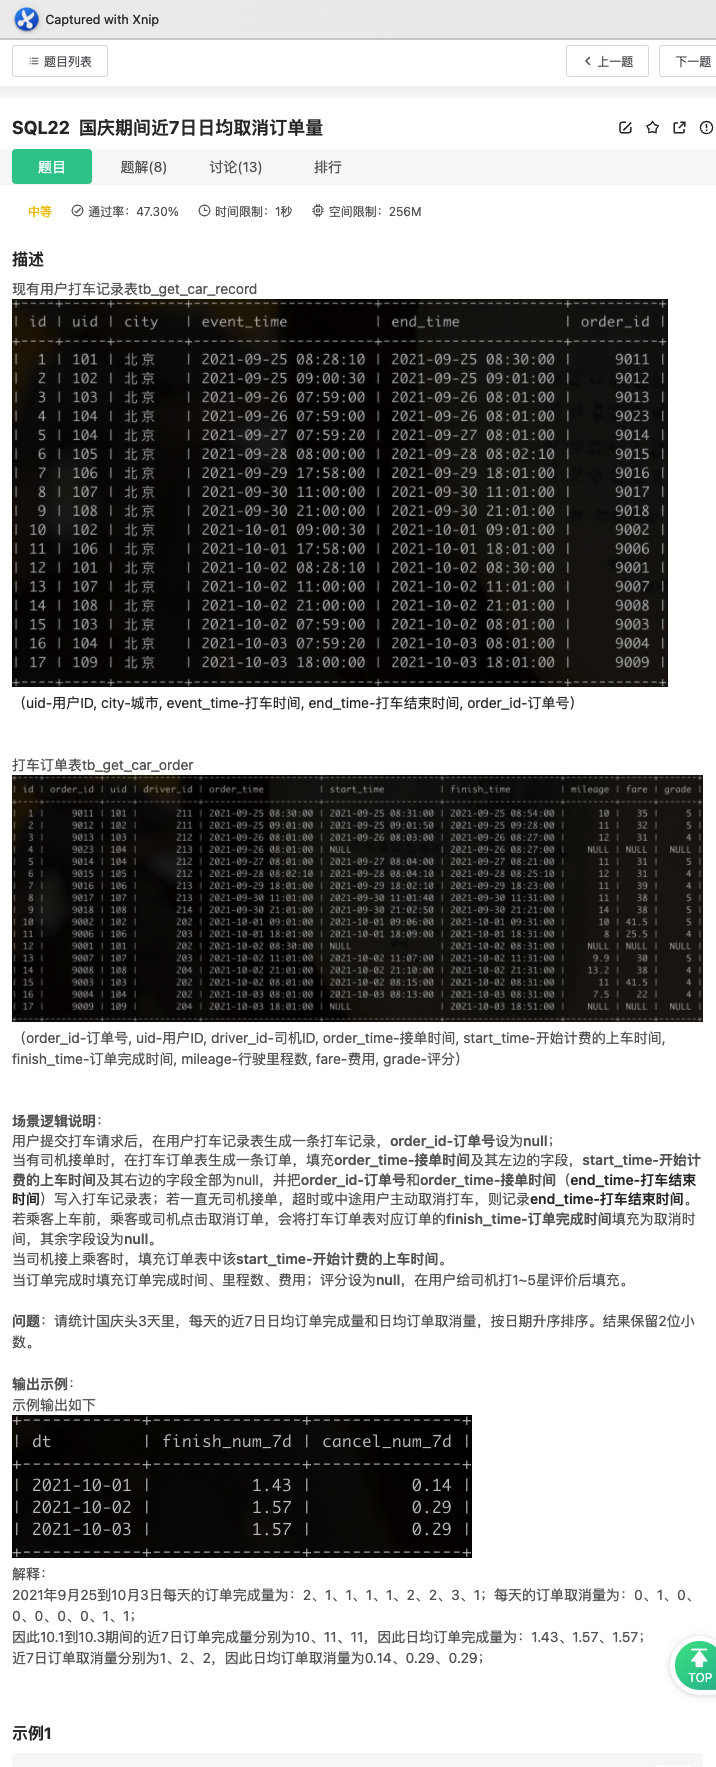 Captured with Xnip
题目列表
上一题
下一题
SQL22 国庆期间近7日日均取消订单量
题目 题解(8) 讨论(13) 排行
中等 通过率：47.30% 时间限制：1秒 空间限制：256M
描述
现有用户打车记录表tb_get_car_record
| id | uid | city | event_time | end_time | order_id |
| 1 | 101 | 北京 | 2021-09-25 08:28:10 | 2021-09-25 08:30:00 | 9011 |
| 2 | 102 | 北京 | 2021-09-25 09:00:30 | 2021-09-25 09:01:00 | 9012 |
| 3 | 103 | 北京 | 2021-09-26 07:59:00 | 2021-09-26 08:01:00 | 9013 |
| 4 | 104 | 北京 | 2021-09-26 07:59:00 | 2021-09-26 08:01:00 | 9023 |
| 5 | 104 | 北京 | 2021-09-27 07:59:20 | 2021-09-27 08:01:00 | 9014 |
| 6 | 105 | 北京 | 2021-09-28 08:00:00 | 2021-09-28 08:02:10 | 9015 |
| 7 | 106 | 北京 | 2021-09-29 17:58:00 | 2021-09-29 18:01:00 | 9016 |
| 8 | 107 | 北京 | 2021-09-30 11:00:00 | 2021-09-30 11:01:00 | 9017 |
| 9 | 108 | 北京 | 2021-09-30 21:00:00 | 2021-09-30 21:01:00 | 9018 |
| 10 | 102 | 北京 | 2021-10-01 09:00:30 | 2021-10-01 09:01:00 | 9002 |
| 11 | 106 | 北京 | 2021-10-01 17:58:00 | 2021-10-01 18:01:00 | 9006 |
| 12 | 101 | 北京 | 2021-10-02 08:28:10 | 2021-10-02 08:30:00 | 9001 |
| 13 | 107 | 北京 | 2021-10-02 11:00:00 | 2021-10-02 11:01:00 | 9007 |
| 14 | 108 | 北京 | 2021-10-02 21:00:00 | 2021-10-02 21:01:00 | 9008 |
| 15 | 103 | 北京 | 2021-10-02 07:59:00 | 2021-10-02 08:01:00 | 9003 |
| 16 | 104 | 北京 | 2021-10-03 07:59:20 | 2021-10-03 08:01:00 | 9004 |
| 17 | 109 | 北京 | 2021-10-03 18:00:00 | 2021-10-03 18:01:00 | 9009 |
（uid-用户ID, city-城市, event_time-打车时间, end_time-打车结束时间, order_id-订单号）
打车订单表tb_get_car_order
| id | order_id | uid | driver_id | order_time | start_time | finish_time | mileage | fare | grade |
| 1 | 9011 | 101 | 211 | 2021-09-25 08:30:00 | 2021-09-25 08:31:00 | 2021-09-25 08:54:00 | 10 | 35 | 5 |
| 2 | 9012 | 102 | 211 | 2021-09-25 09:01:00 | 2021-09-25 09:01:50 | 2021-09-25 09:28:00 | 11 | 32 | 5 |
| 3 | 9013 | 103 | 212 | 2021-09-26 08:01:00 | 2021-09-26 08:03:00 | 2021-09-26 08:27:00 | 12 | 31 | 4 |
| 4 | 9023 | 104 | 213 | 2021-09-26 08:01:00 | NULL | 2021-09-26 08:27:00 | NULL | NULL | NULL |
| 5 | 9014 | 104 | 212 | 2021-09-27 08:01:00 | 2021-09-27 08:04:00 | 2021-09-27 08:21:00 | 11 | 31 | 5 |
| 6 | 9015 | 105 | 212 | 2021-09-28 08:02:10 | 2021-09-28 08:04:10 | 2021-09-28 08:25:10 | 12 | 31 | 4 |
| 7 | 9016 | 106 | 213 | 2021-09-29 18:01:00 | 2021-09-29 18:02:10 | 2021-09-29 18:23:00 | 11 | 39 | 4 |
| 8 | 9017 | 107 | 213 | 2021-09-30 11:01:00 | 2021-09-30 11:01:40 | 2021-09-30 11:31:00 | 11 | 38 | 5 |
| 9 | 9018 | 108 | 214 | 2021-09-30 21:01:00 | 2021-09-30 21:02:50 | 2021-09-30 21:21:00 | 14 | 38 | 5 |
| 10 | 9002 | 102 | 202 | 2021-10-01 09:01:00 | 2021-10-01 09:06:00 | 2021-10-01 09:31:00 | 10 | 41.5 | 5 |
| 11 | 9006 | 106 | 203 | 2021-10-01 18:01:00 | 2021-10-01 18:09:00 | 2021-10-01 18:31:00 | 8 | 25.5 | 4 |
| 12 | 9001 | 101 | 202 | 2021-10-02 08:30:00 | NULL | 2021-10-02 08:31:00 | NULL | NULL | NULL |
| 13 | 9007 | 107 | 203 | 2021-10-02 11:01:00 | 2021-10-02 11:07:00 | 2021-10-02 11:31:00 | 9.9 | 30 | 5 |
| 14 | 9008 | 108 | 204 | 2021-10-02 21:01:00 | 2021-10-02 21:10:00 | 2021-10-02 21:31:00 | 13.2 | 38 | 4 |
| 15 | 9003 | 103 | 202 | 2021-10-02 08:01:00 | 2021-10-02 08:15:00 | 2021-10-02 08:31:00 | 11 | 41.5 | 4 |
| 16 | 9004 | 104 | 202 | 2021-10-03 08:01:00 | 2021-10-03 08:13:00 | 2021-10-03 08:31:00 | 7.5 | 22 | 4 |
| 17 | 9009 | 109 | 204 | 2021-10-03 18:01:00 | NULL | 2021-10-03 18:51:00 | NULL | NULL | NULL |
（order_id-订单号, uid-用户ID, driver_id-司机ID, order_time-接单时间, start_time-开始计费的上车时间,
finish_time-订单完成时间, mileage-行驶里程数, fare-费用, grade-评分）
场景逻辑说明：
用户提交打车请求后，在用户打车记录表生成一条打车记录，order_id-订单号设为null；
当有司机接单时，在打车订单表生成一条订单，填充order_time-接单时间及其左边的字段，start_time-开始计
费的上车时间及其右边的字段全部为null，并把order_id-订单号和order_time-接单时间（end_time-打车结束
时间）写入打车记录表；若一直无司机接单，超时或中途用户主动取消打车，则记录end_time-打车结束时间。
若乘客上车前，乘客或司机点击取消订单，会将打车订单表对应订单的finish_time-订单完成时间填充为取消时
间，其余字段设为null。
当司机接上乘客时，填充订单表中该start_time-开始计费的上车时间。
当订单完成时填充订单完成时间、里程数、费用；评分设为null，在用户给司机打1~5星评价后填充。
问题：请统计国庆头3天里，每天的近7日日均订单完成量和日均订单取消量，按日期升序排序。结果保留2位小
数。
输出示例：
示例输出如下
| dt | finish_num_7d | cancel_num_7d |
| 2021-10-01 | 1.43 | 0.14 |
| 2021-10-02 | 1.57 | 0.29 |
| 2021-10-03 | 1.57 | 0.29 |
解释：
2021年9月25到10月3日每天的订单完成量为：2、1、1、1、1、2、2、3、1；每天的订单取消量为：0、1、0、
0、0、0、0、1、1；
因此10.1到10.3期间的近7日订单完成量分别为10、11、11，因此日均订单完成量为：1.43、1.57、1.57；
近7日订单取消量分别为1、2、2，因此日均订单取消量为0.14、0.29、0.29；
TOP
示例1